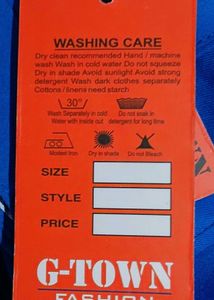 WASHING CARE
Dry clean recommended Hand / machine
wash Wash in cold water Do not squeeze
Dry in shade Avoid sunlight Avoid strong
detergent Wash dark clothes separately
Cottons / linens need starch
30°
Wash Separately in cold
Water with Inside out
Do not soak in
detergent for long time
Modest Iron
Dry in shade
Do not Bleach
SIZE
STYLE
PRICE
G-TOWN
FASHION